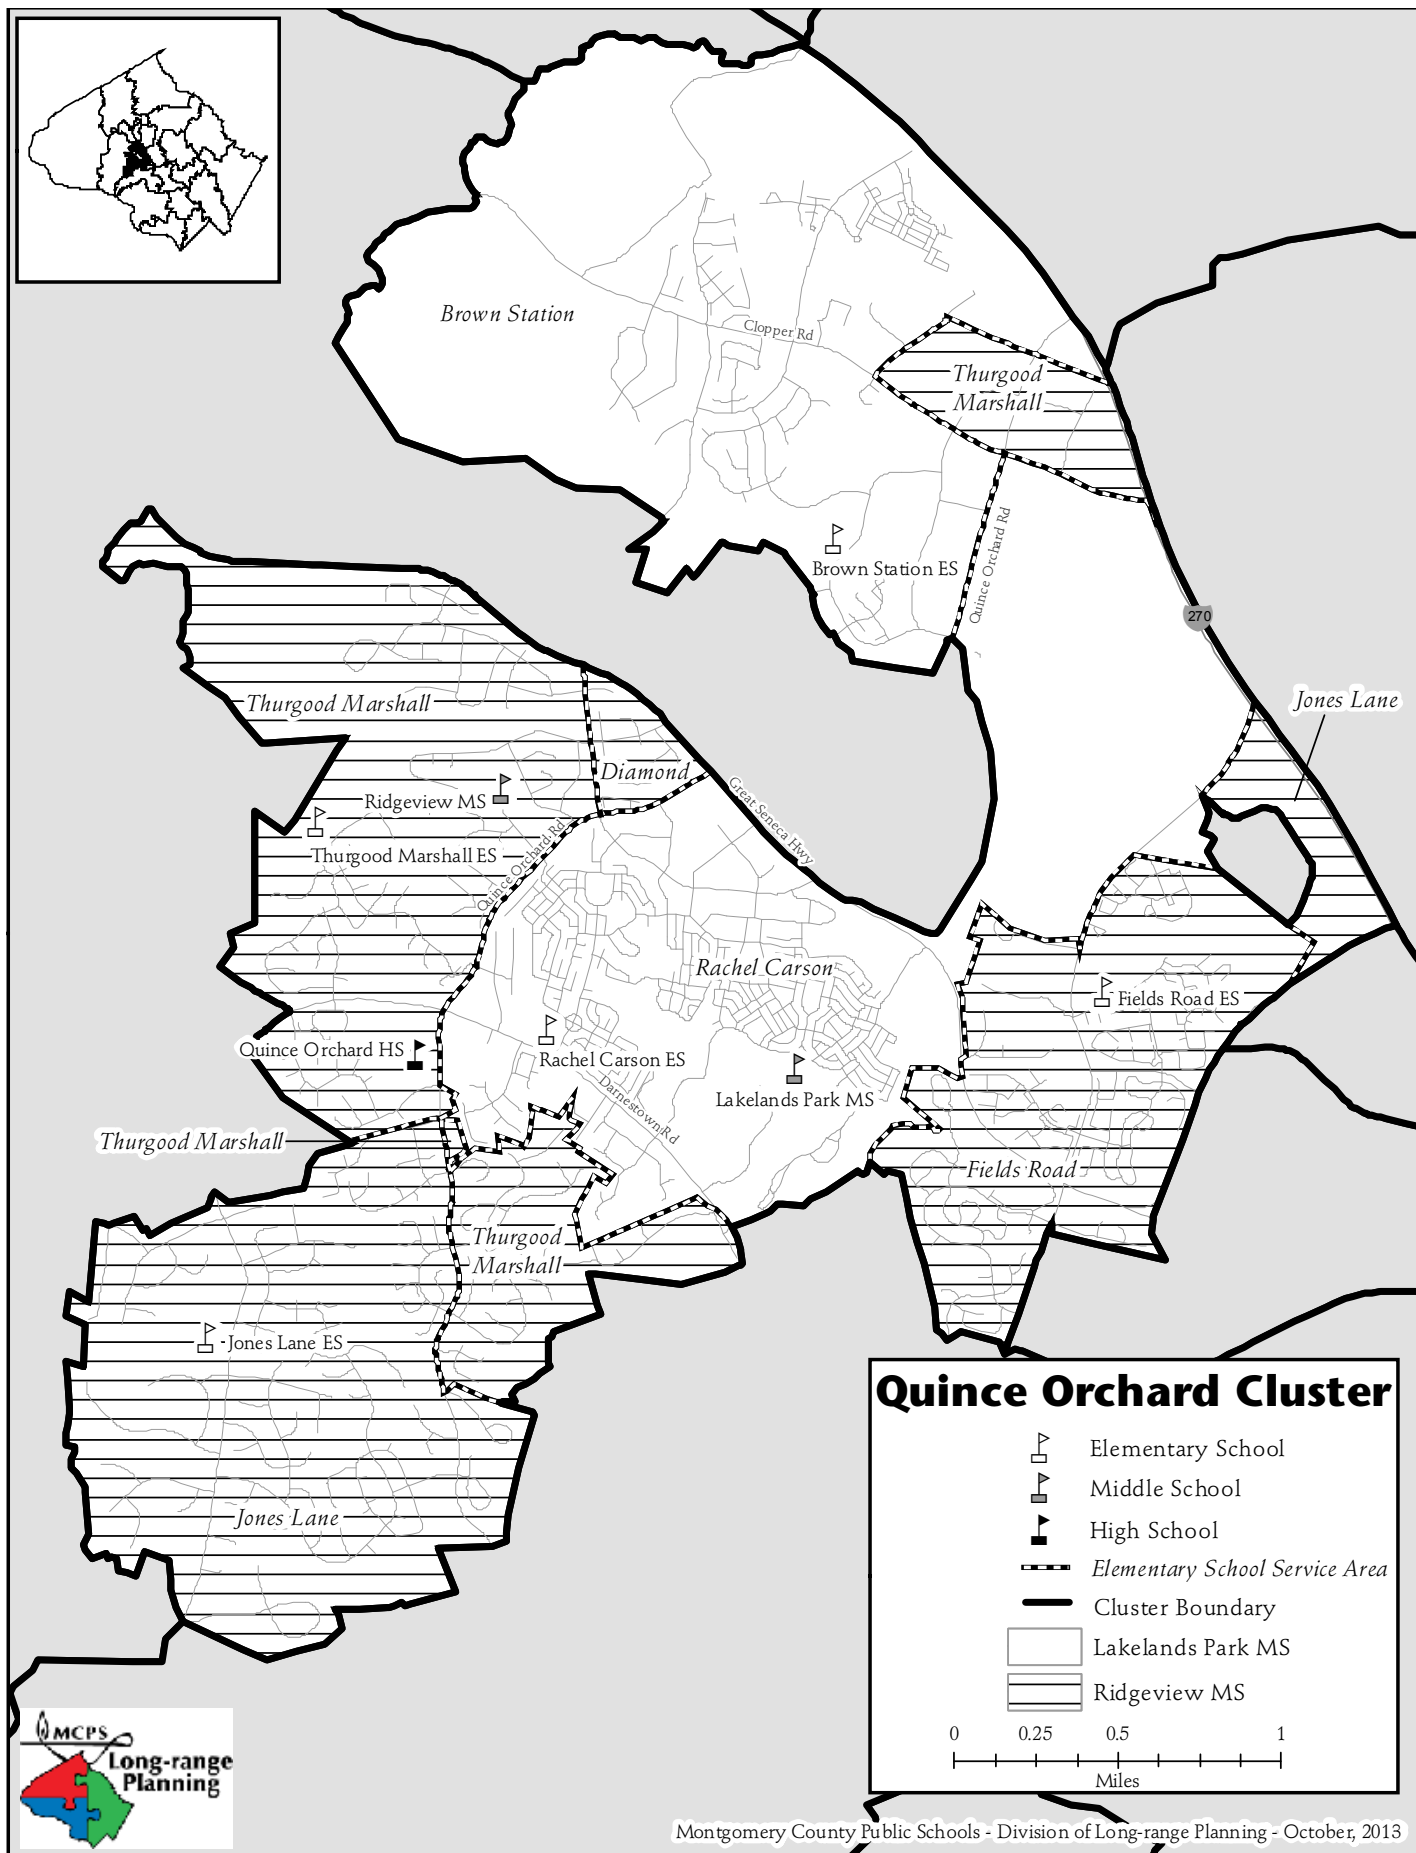 Brown Station
Clopper Rd
Thurgood
Marshall
Quince Orchard Rd
Brown Station ES
270
Jones Lane
Thurgood Marshall
Diamond
Ridgeview MS
Great Seneca Hwy
Thurgood Marshall ES
Quince Orchard Rd
Rachel Carson
Fields Road ES
Quince Orchard HS
Rachel Carson ES
Darnestown Rd
Lakelands Park MS
Thurgood Marshall
Fields Road
Thurgood
Marshall
Jones Lane ES
Jones Lane
Quince Orchard Cluster
Elementary School
Middle School
High School
Elementary School Service Area
Cluster Boundary
Lakelands Park MS
Ridgeview MS
0 0.25 0.5 1
Miles
MCPS
Long-range
Planning
Montgomery County Public Schools - Division of Long-range Planning - October, 2013